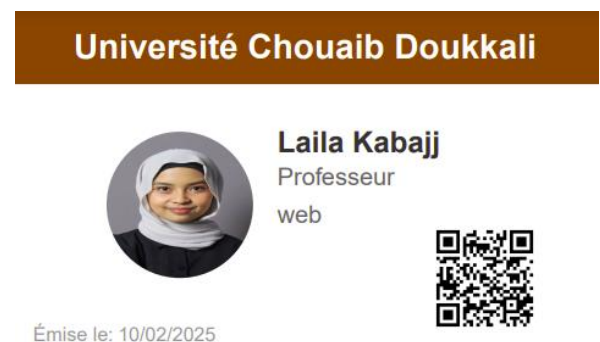 Université Chouaib Doukkali
Laila Kabajj
Professeur
web
Émise le: 10/02/2025